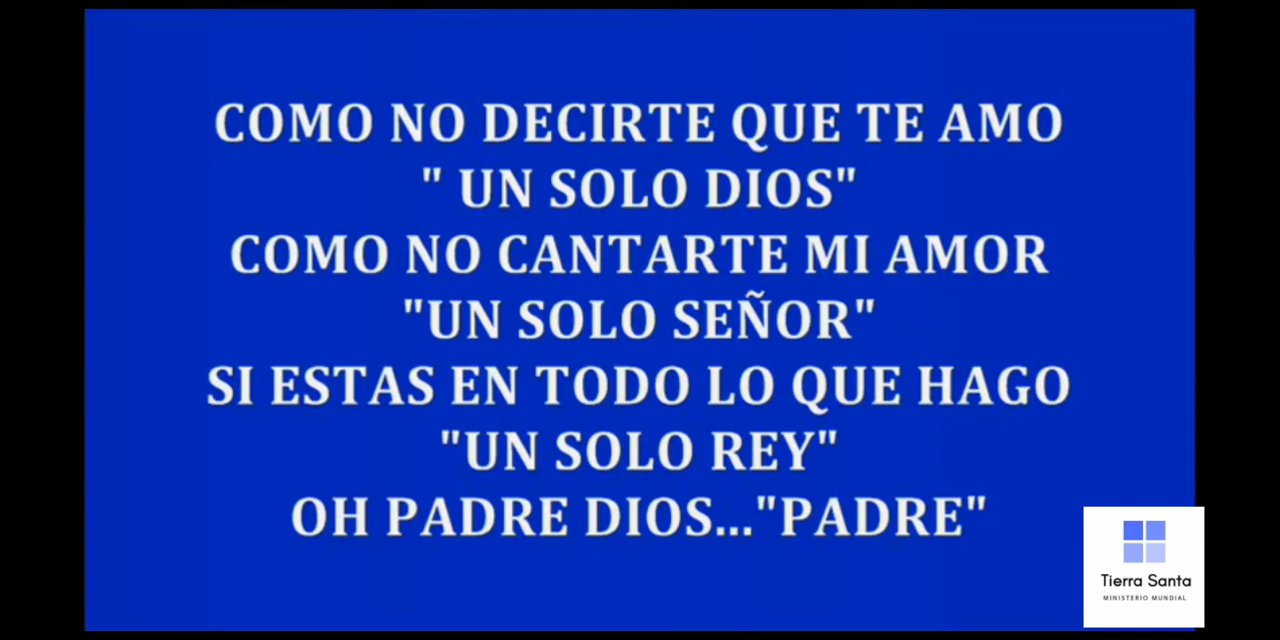 COMO NO DECIRTE QUE TE AMO
" UN SOLO DIOS"
COMO NO CANTARTE MI AMOR
"UN SOLO SEÑOR"
SI ESTAS EN TODO LO QUE HAGO
"UN SOLO REY"
OH PADRE DIOS..."PADRE"
Tierra Santa
MINISTERIO MUNDIAL